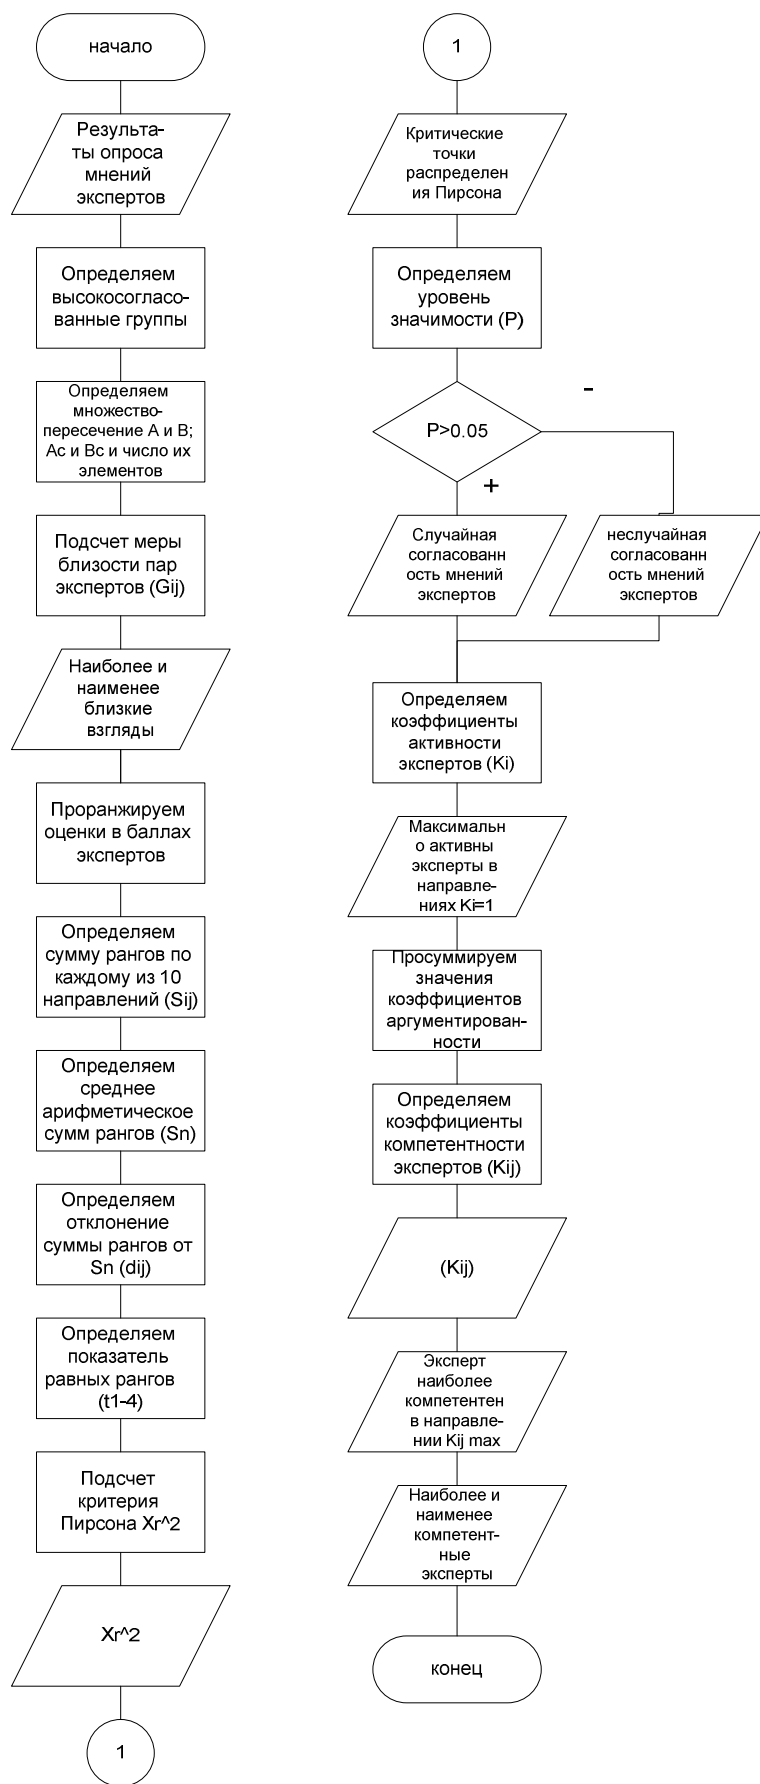 начало
Результа-
ты опроса
мнений
экспертов
Определяем
высокосогласо-
ванные группы
Определяем
множество-
пересечение А и В;
Ас и Вс и число их
элементов
Подсчет меры
близости пар
экспертов (Gij)
Наиболее и
наименее
близкие
взгляды
Проранжируем
оценки в баллах
экспертов
Определяем
сумму рангов по
каждому из 10
направлений (Sij)
Определяем
среднее
арифметическое
сумм рангов (Sn)
Определяем
отклонение
суммы рангов от
Sn (dij)
Определяем
показатель
равных рангов
(t1-4)
Подсчет
критерия
Пирсона Xr^2
Xr^2
1
1
Критические
точки
распределен
ия Пирсона
Определяем
уровень
значимости (P)
P>0.05
-
+
Случайная
согласованн
ость мнений
экспертов
неслучайная
согласованн
ость мнений
экспертов
Определяем
коэффициенты
активности
экспертов (Ki)
Максимальн
о активны
эксперты в
направле-
ниях Ki=1
Просуммируем
значения
коэффициентов
аргументирован-
ности
Определяем
коэффициенты
компетентности
экспертов (Kij)
(Kij)
Эксперт
наиболее
компетентен
в направле-
нии Kij max
Наиболее и
наименее
компетент-
ные
эксперты
конец